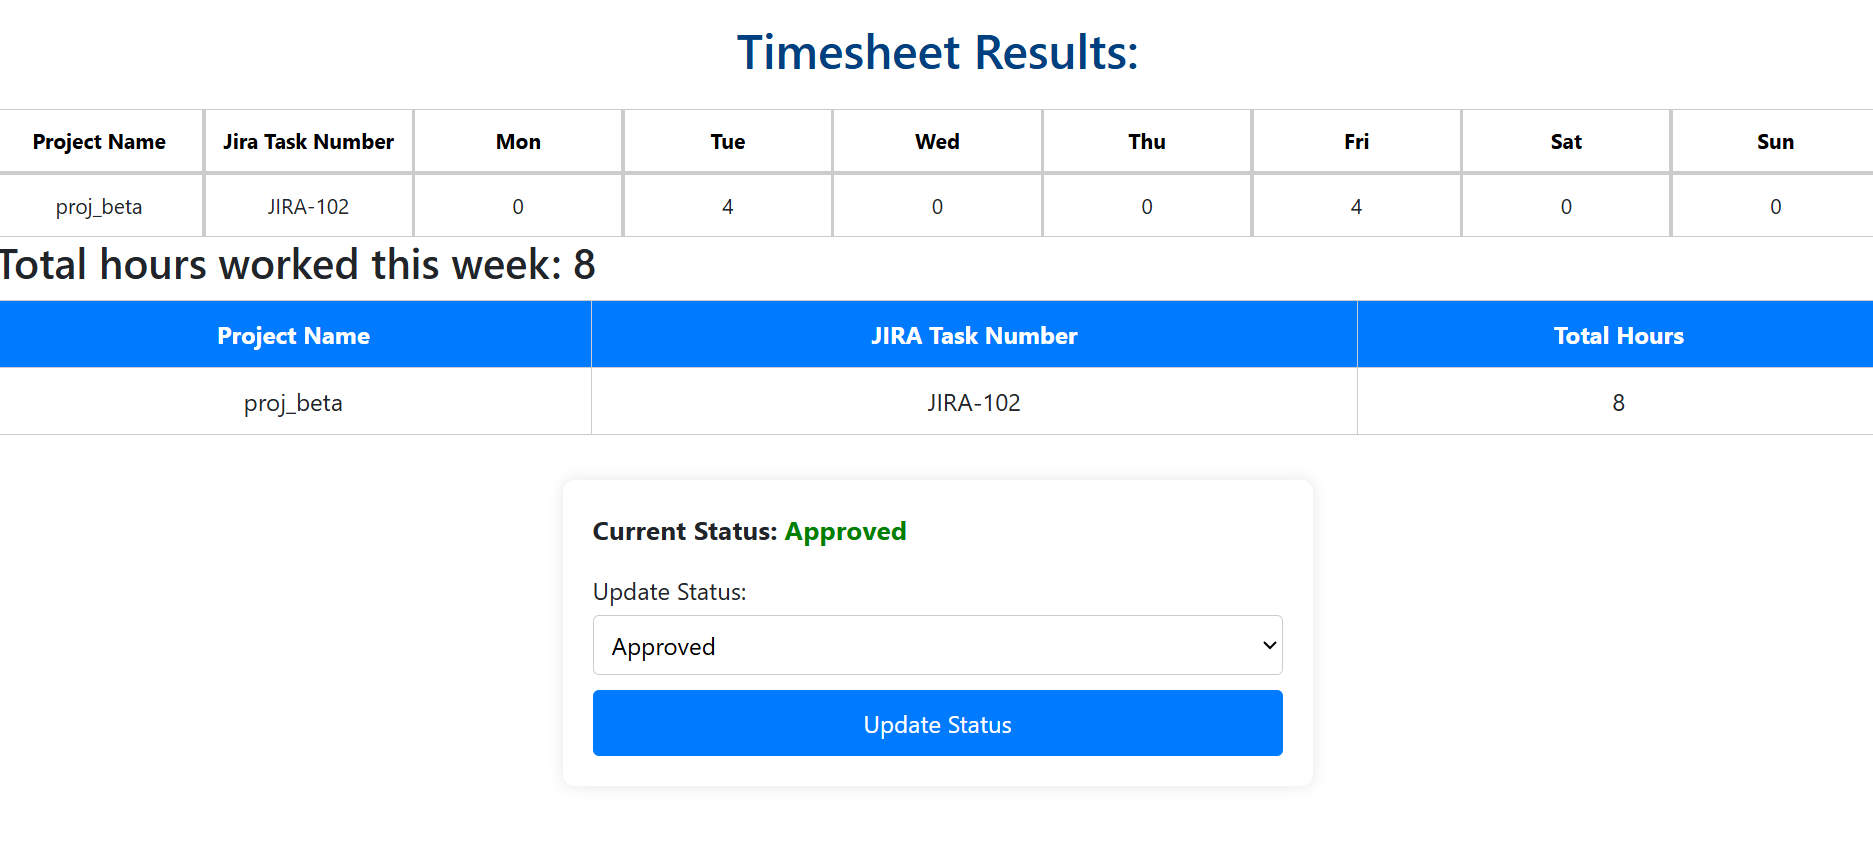 Timesheet Results:
Project Name Jira Task Number Mon Tue Wed Thu Fri Sat Sun
proj_beta JIRA-102 0 4 0 0 4 0 0
Total hours worked this week: 8
Project Name JIRA Task Number Total Hours
proj_beta JIRA-102 8
Current Status: Approved
Update Status:
Approved
Update Status